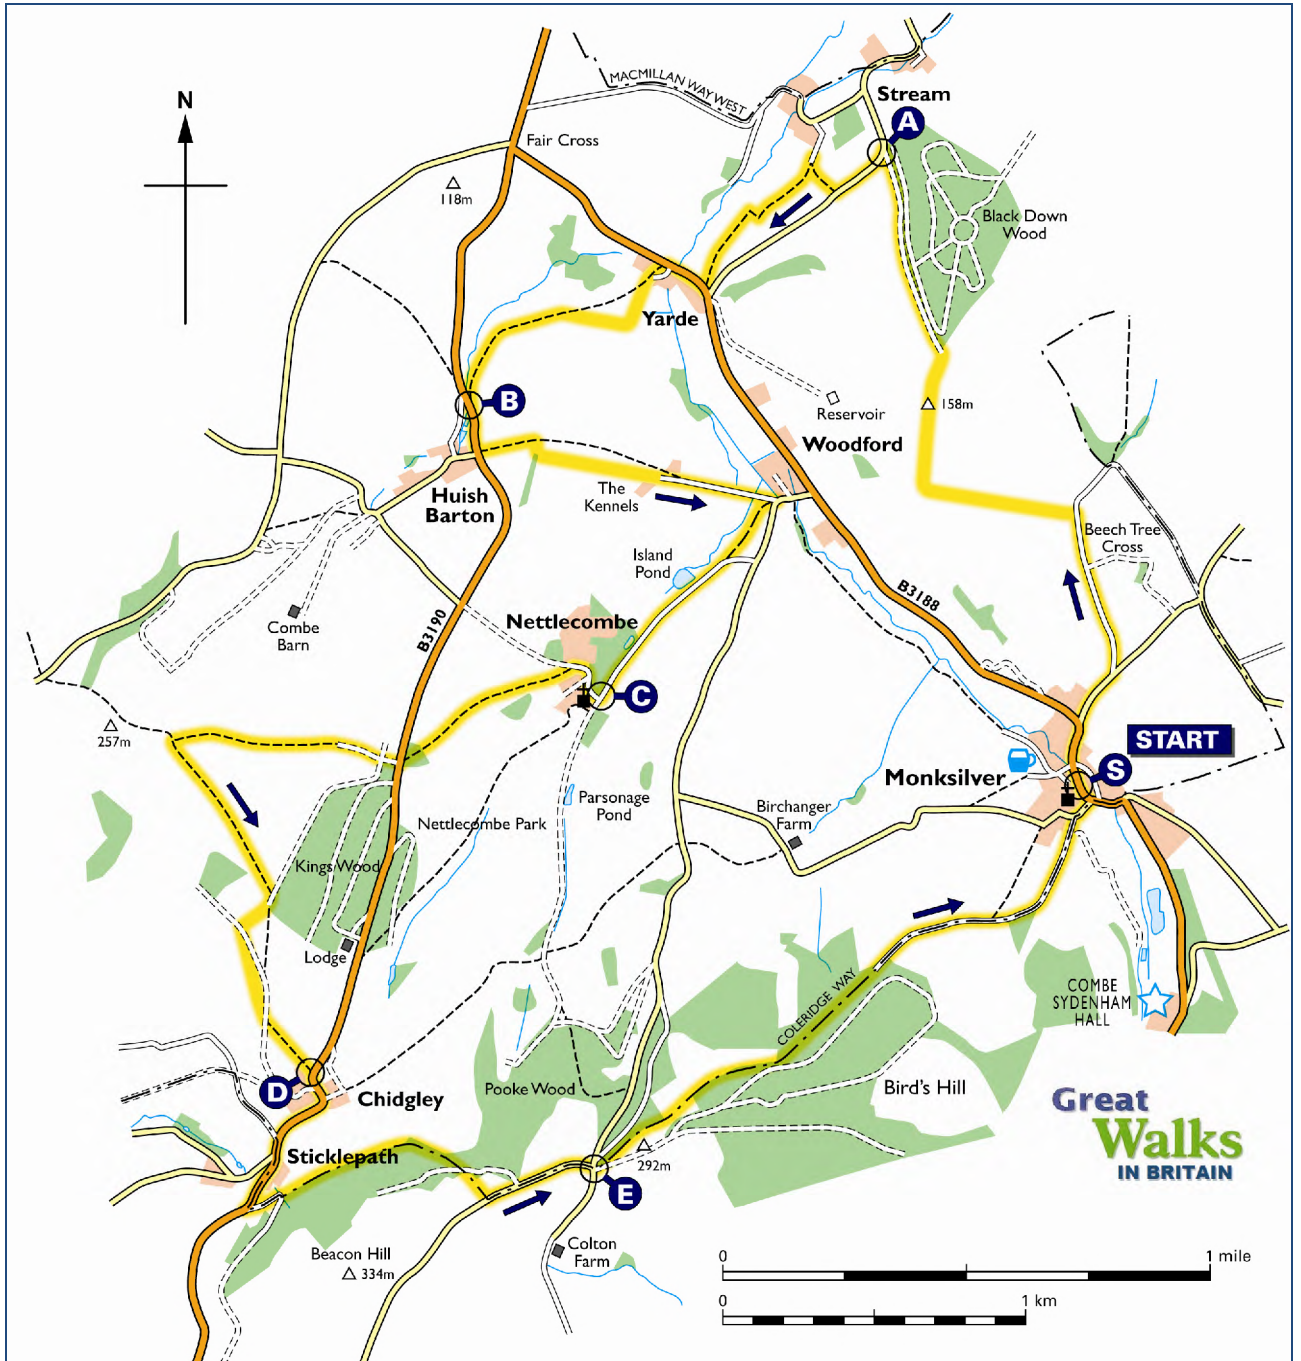 MACMILLAN WAY WEST
Stream
N
A
Fair Cross
118m
Black Down
Wood
Yarde
B
Reservoir
158m
Woodford
Huish
Barton
The
Kennels
Beech Tree
Cross
Island
Pond
B3188
Combe
Barn
B3190
Nettlecombe
C
257m
START
S
Monksilver
Parsonage
Pond
Birchanger
Farm
Nettlecombe Park
Kings Wood
Lodge
COLERIDGE WAY
COMBE
SYDENHAM
HALL
D
Chidgley
Pooke Wood
Bird's Hill
Great
Walks
IN BRITAIN
Sticklepath
292m
E
Beacon Hill
334m
Colton
Farm
0 1 mile
0 1 km